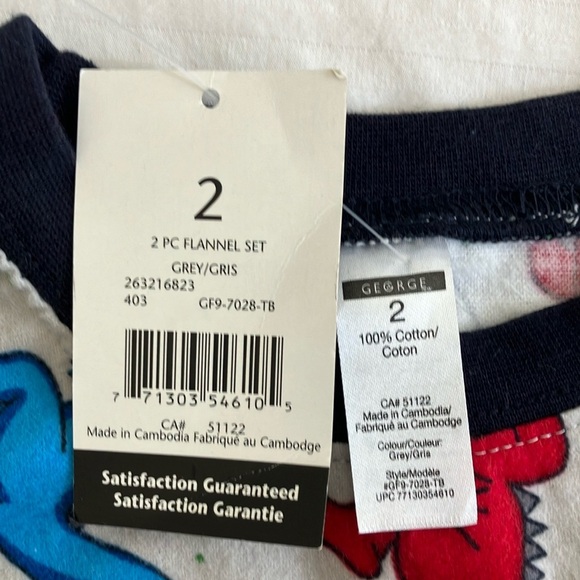 2
2 PC FLANNEL SET
GREY/GRIS
263216823
403 GF9-7028-TB
7 71303 54610 5
CA# 51122
Made in Cambodia Fabriqué au Cambodge
Satisfaction Guaranteed
Satisfaction Garantie
GEORGE
2
100% Cotton/
Coton
CA# 51122
Made in Cambodia/
Fabriqué au Cambodge
Colour/Couleur:
Grey/Gris
Style/Modèle
#GF9-7028-TB
UPC 77130354610